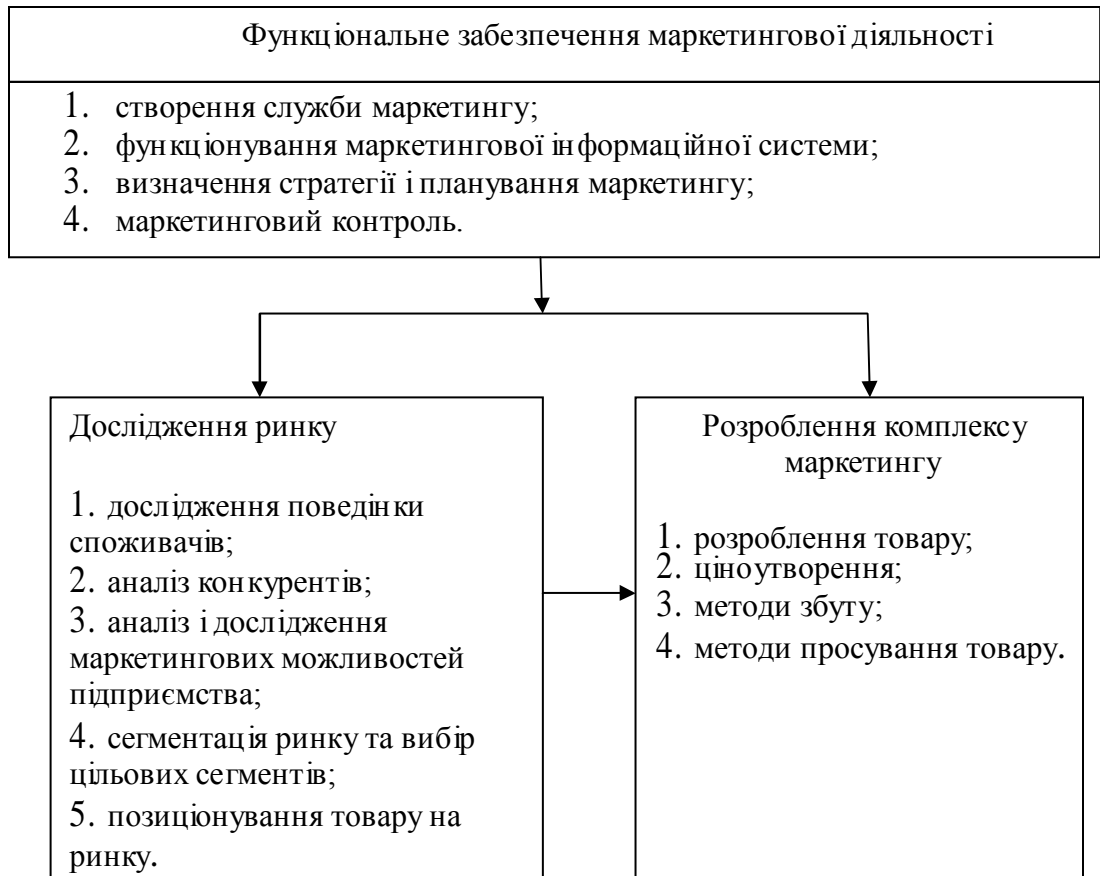 Функціональне забезпечення маркетингової діяльності
1. створення служби маркетингу;
2. функціонування маркетингової інформаційної системи;
3. визначення стратегії і планування маркетингу;
4. маркетинговий контроль.
Дослідження ринку
1. дослідження поведінки
споживачів;
2. аналіз конкурентів;
3. аналіз і дослідження
маркетингових можливостей
підприємства;
4. сегментація ринку та вибір
цільових сегментів;
5. позиціонування товару на
ринку.
Розроблення комплексу
маркетингу
1. розроблення товару;
2. ціноутворення;
3. методи збуту;
4. методи просування товару.